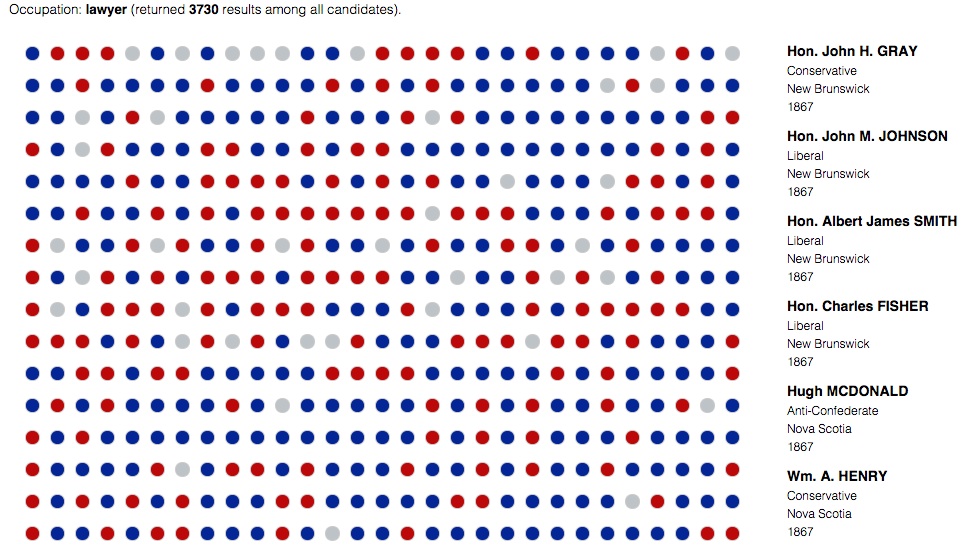 Occupation: lawyer (returned 3730 results among all candidates).
Hon. John H. GRAY
Conservative
New Brunswick
1867
Hon. John M. JOHNSON
Liberal
New Brunswick
1867
Hon. Albert James SMITH
Liberal
New Brunswick
1867
Hon. Charles FISHER
Liberal
New Brunswick
1867
Hugh MCDONALD
Anti-Confederate
Nova Scotia
1867
Wm. A. HENRY
Conservative
Nova Scotia
1867